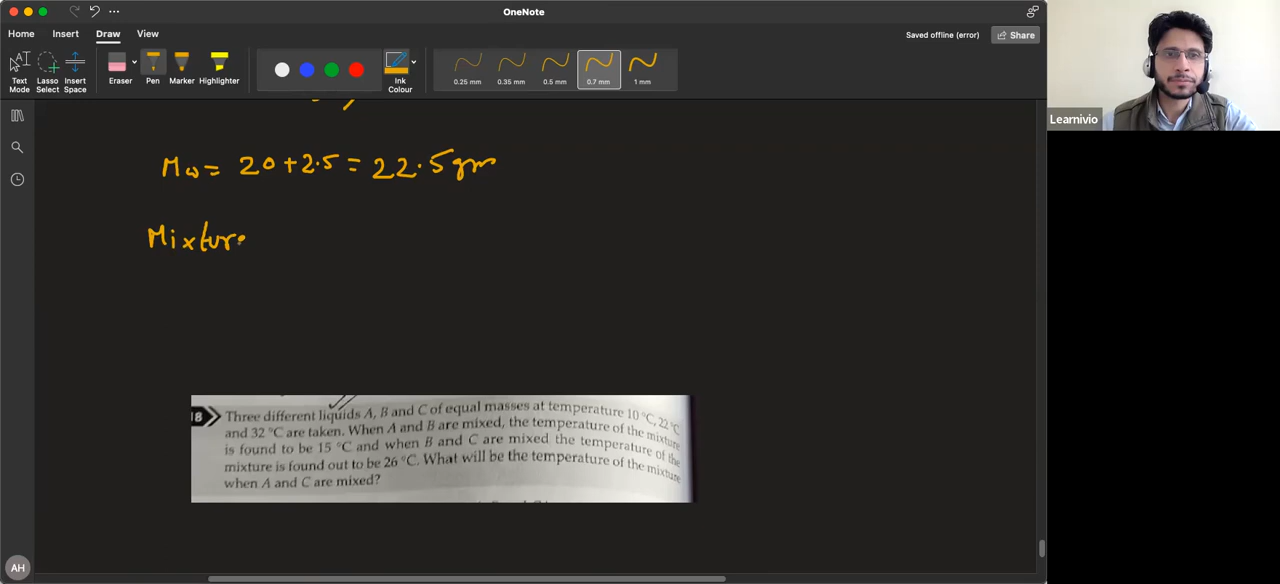 OneNote
Home Insert Draw View
Saved offline (error) Share
Text Mode
Lasso Select
Insert Space
Eraser
Pen
Marker
Highlighter
Ink Colour
0.25 mm 0.35 mm 0.5 mm 0.7 mm 1 mm
Learnivio
Mw = 20 + 2.5 = 22.5 gm
Mixture
18 Three different liquids A, B and C of equal masses at temperature 10 °C, 22 °C
and 32 °C are taken. When A and B are mixed, the temperature of the mixture
is found to be 15 °C and when B and C are mixed the temperature of the
mixture is found out to be 26 °C. What will be the temperature of the mixture
when A and C are mixed?
AH